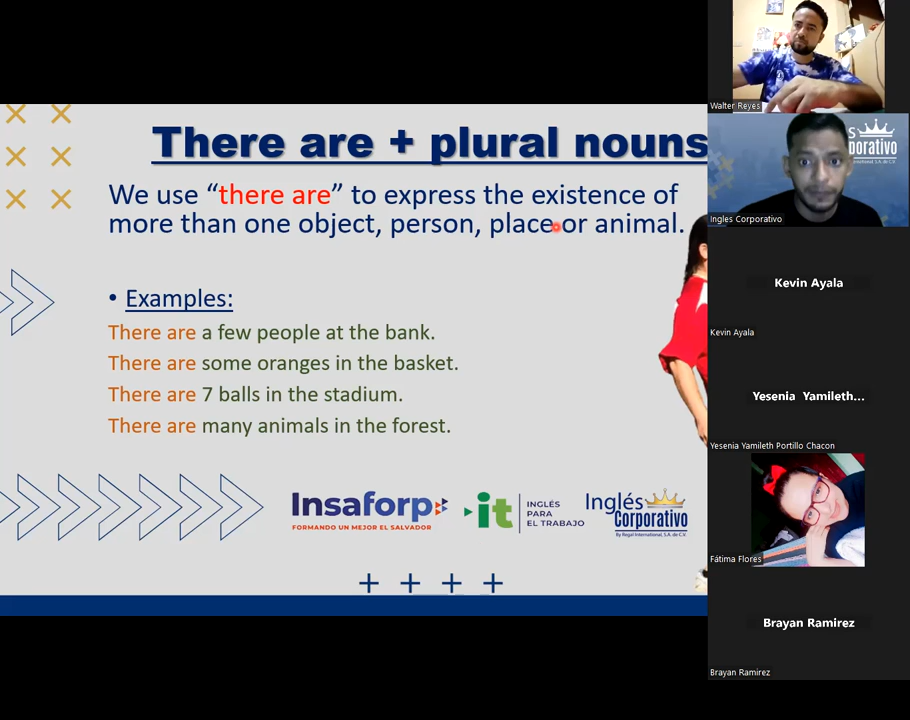 There are + plural nouns
We use “there are” to express the existence of
more than one object, person, place or animal.
• Examples:
There are a few people at the bank.
There are some oranges in the basket.
There are 7 balls in the stadium.
There are many animals in the forest.
Insaforp
FORMANDO UN MEJOR EL SALVADOR
it
INGLÉS
PARA
EL TRABAJO
Inglés
Corporativo
By Regal International, S.A. de C.V.
Walter Reyes
S
porativo
Ingles Corporativo
Kevin Ayala
Kevin Ayala
Yesenia Yamileth...
Yesenia Yamileth Portillo Chacon
Fátima Flores
Brayan Ramirez
Brayan Ramirez